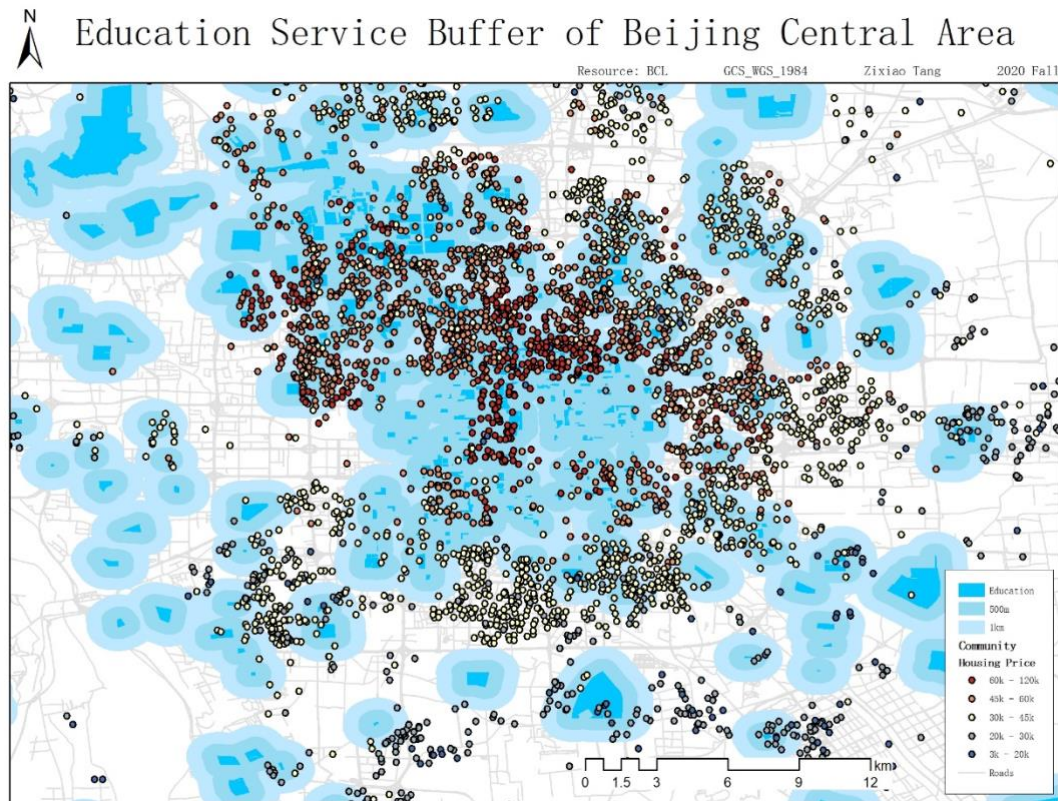 N
Education Service Buffer of Beijing Central Area
Resource: BCL GCS_WGS_1984 Zixiao Tang 2020 Fall
Education
500m
1km
Community
Housing Price
60k - 120k
45k - 60k
30k - 45k
20k - 30k
3k - 20k
Roads
km
0 1.5 3 6 9 12